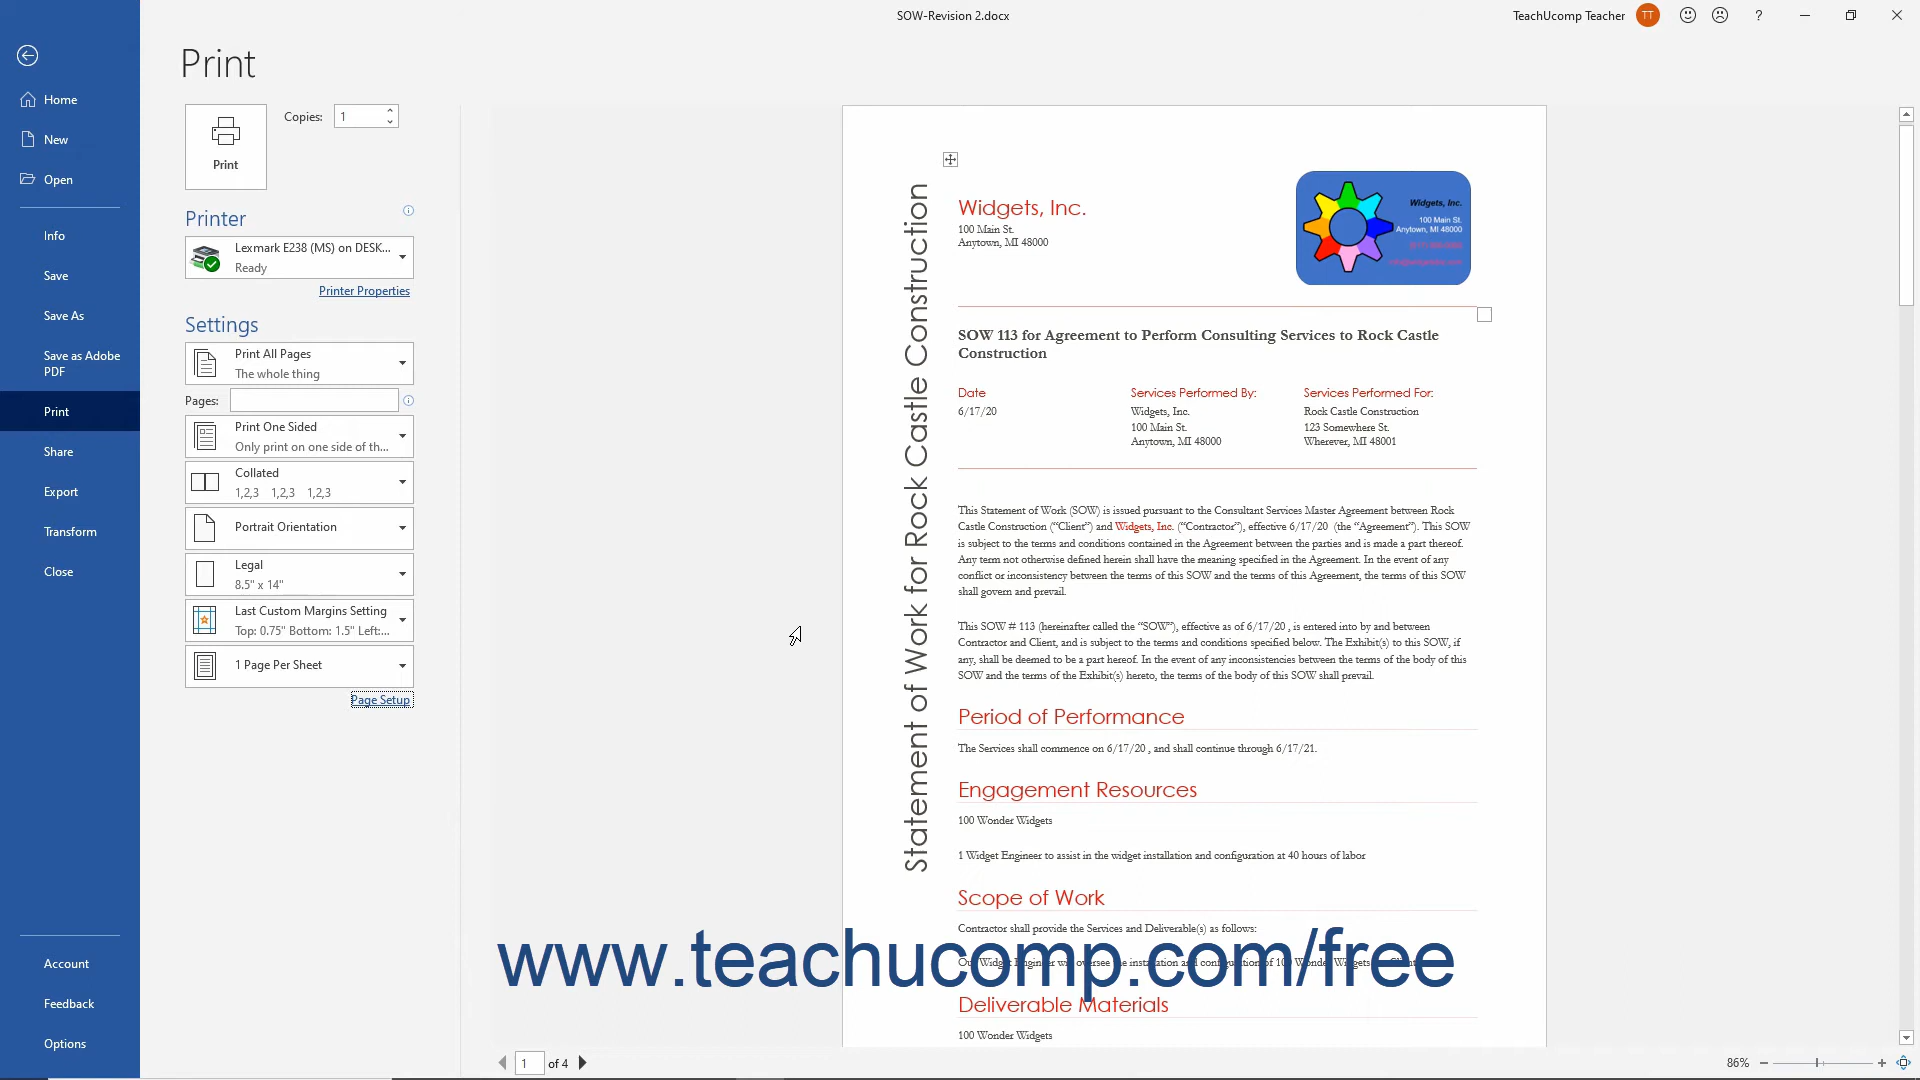 SOW-Revision 2.docx
TeachUcomp Teacher
TT
?
Print
Home
New
Open
Info
Save
Save As
Save as Adobe
PDF
Print
Share
Export
Transform
Close
Account
Feedback
Options
Print
Copies: 1
Printer
Lexmark E238 (MS) on DESK...
Ready
Printer Properties
Settings
Print All Pages
The whole thing
Pages:
Print One Sided
Only print on one side of th...
Collated
1,2,3 1,2,3 1,2,3
Portrait Orientation
Legal
8.5" x 14"
Last Custom Margins Setting
Top: 0.75" Bottom: 1.5" Left:...
1 Page Per Sheet
Page Setup
Statement of Work for Rock Castle Construction
Widgets, Inc.
100 Main St.
Anytown, MI 48000
Widgets, Inc.
100 Main St.
Anytown, MI 48000
SOW 113 for Agreement to Perform Consulting Services to Rock Castle
Construction
Date
6/17/20
Services Performed By:
Widgets, Inc.
100 Main St.
Anytown, MI 48000
Services Performed For:
Rock Castle Construction
123 Somewhere St.
Wherever, MI 48001
This Statement of Work (SOW) is issued pursuant to the Consultant Services Master Agreement between Rock
Castle Construction (“Client”) and Widgets, Inc. (“Contractor”), effective 6/17/20 (the “Agreement”). This SOW
is subject to the terms and conditions contained in the Agreement between the parties and is made a part thereof.
Any term not otherwise defined herein shall have the meaning specified in the Agreement. In the event of any
conflict or inconsistency between the terms of this SOW and the terms of this Agreement, the terms of this SOW
shall govern and prevail.
This SOW # 113 (hereinafter called the “SOW”), effective as of 6/17/20 , is entered into by and between
Contractor and Client, and is subject to the terms and conditions specified below. The Exhibit(s) to this SOW, if
any, shall be deemed to be a part hereof. In the event of any inconsistencies between the terms of the body of this
SOW and the terms of the Exhibit(s) hereto, the terms of the body of this SOW shall prevail.
Period of Performance
The Services shall commence on 6/17/20 , and shall continue through 6/17/21.
Engagement Resources
100 Wonder Widgets
1 Widget Engineer to assist in the widget installation and configuration at 40 hours of labor
Scope of Work
Contractor shall provide the Services and Deliverable(s) as follows:
Our Widget Engineer will oversee the installation and configuration of 100 Wonder Widgets
www.teachucomp.com/free
Deliverable Materials
100 Wonder Widgets
1 of 4
86%